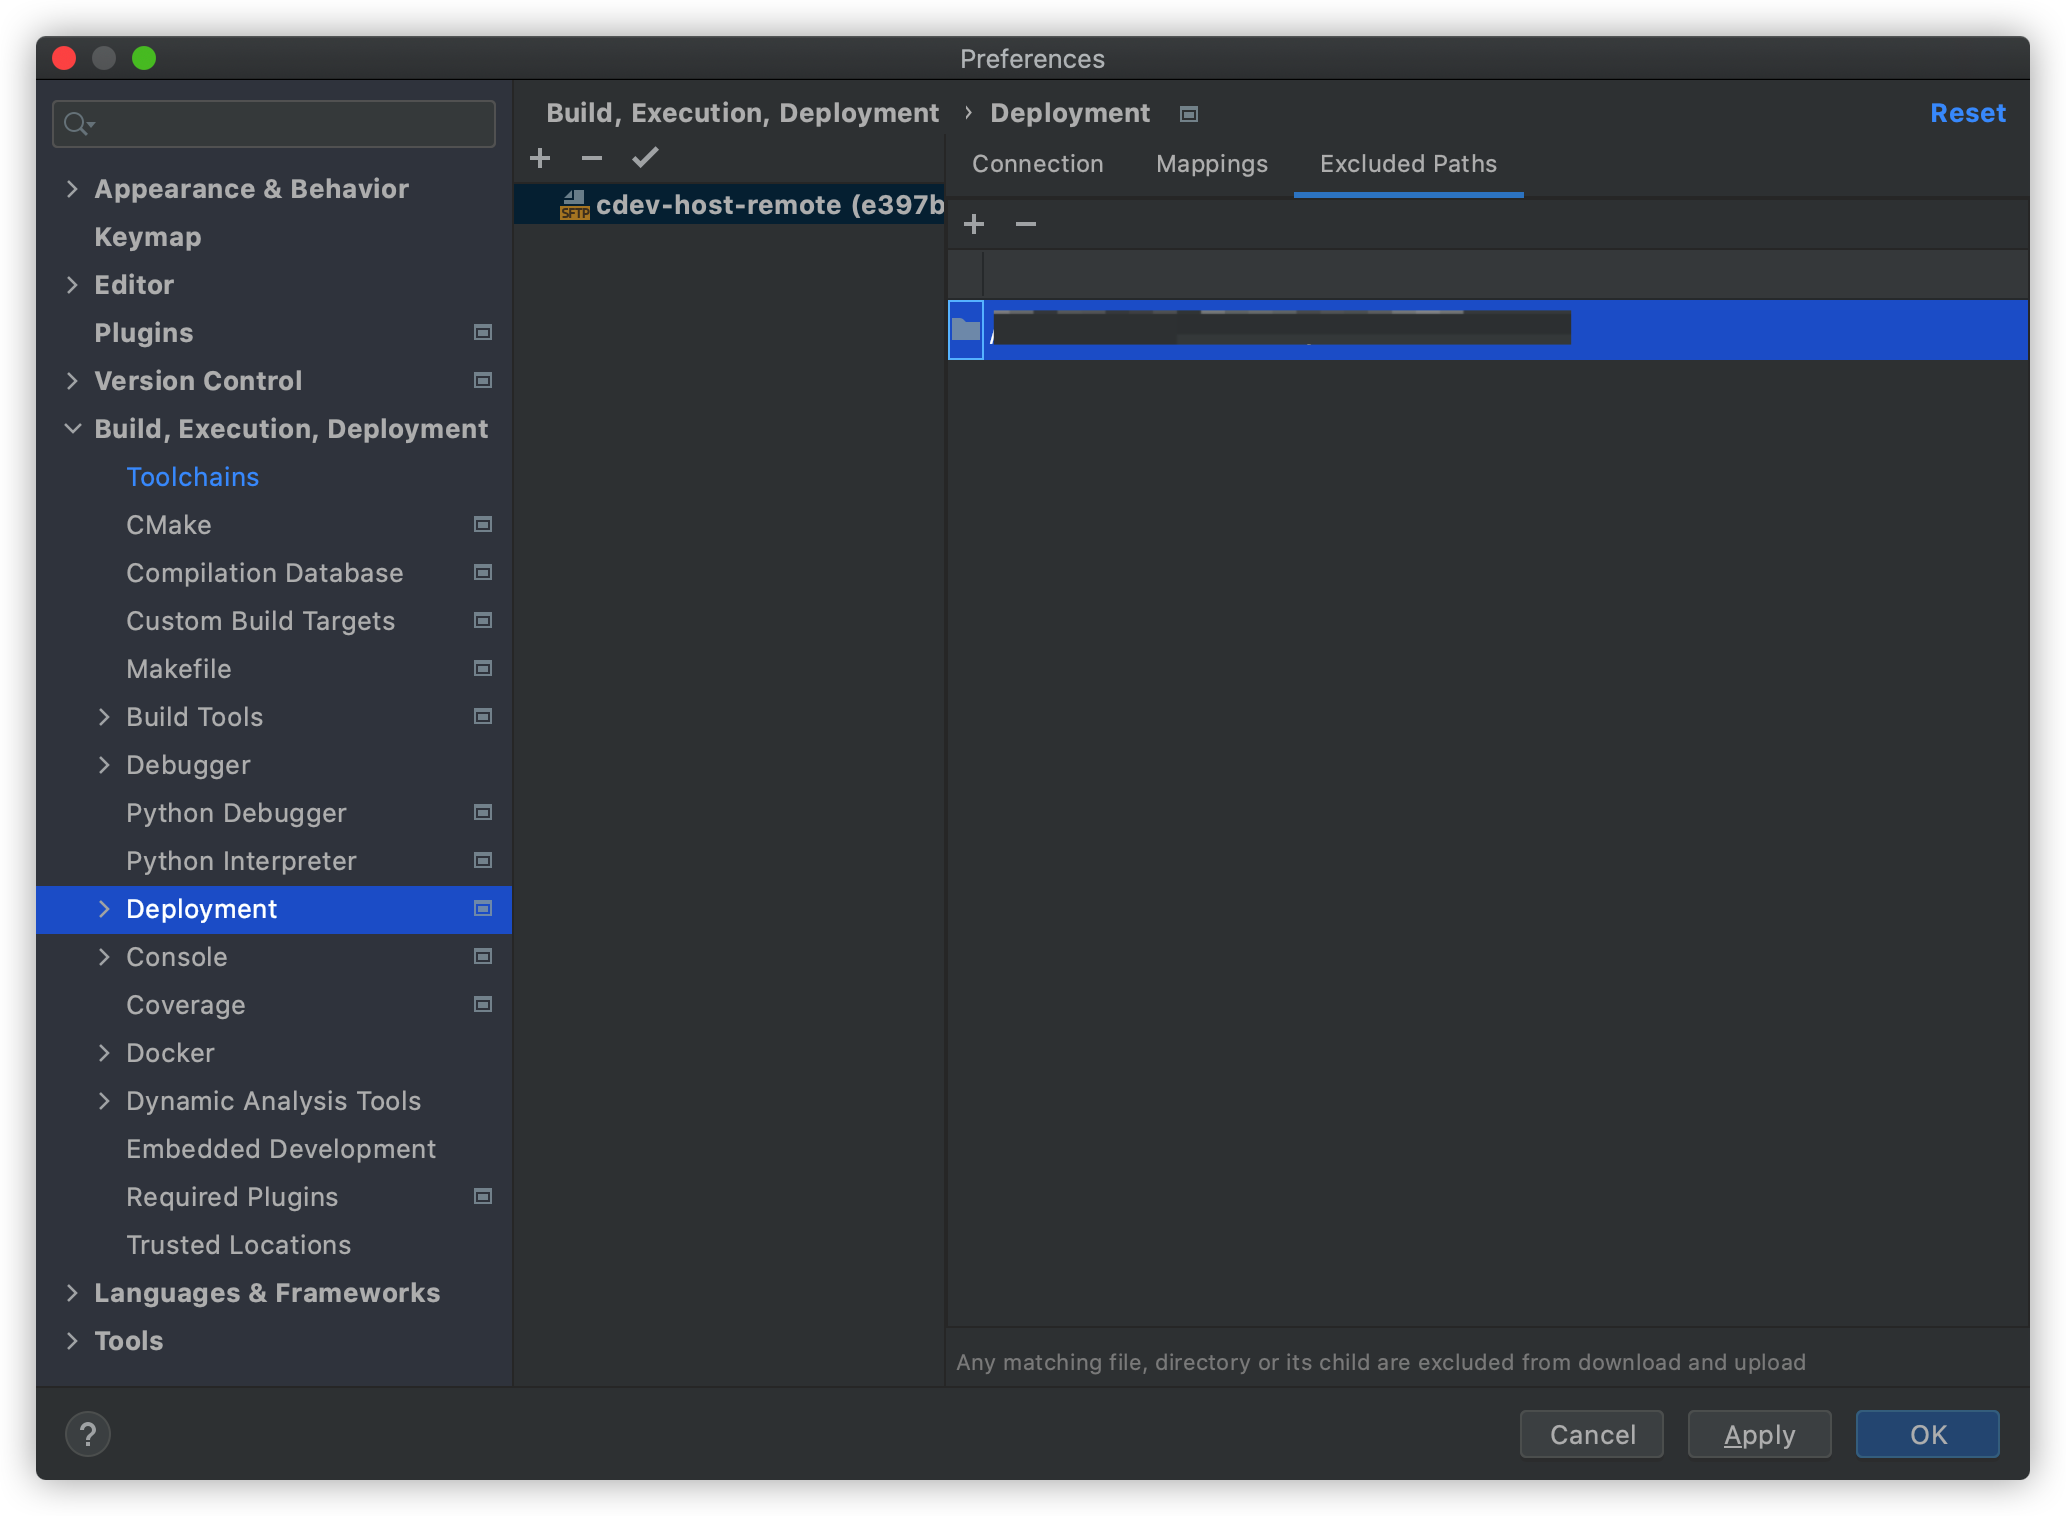 Preferences
Appearance & Behavior
Keymap
Editor
Plugins
Version Control
Build, Execution, Deployment
Toolchains
CMake
Compilation Database
Custom Build Targets
Makefile
Build Tools
Debugger
Python Debugger
Python Interpreter
Deployment
Console
Coverage
Docker
Dynamic Analysis Tools
Embedded Development
Required Plugins
Trusted Locations
Languages & Frameworks
Tools
Build, Execution, Deployment › Deployment
Reset
SFTP cdev-host-remote (e397b
Connection Mappings Excluded Paths
/
Any matching file, directory or its child are excluded from download and upload
? Cancel Apply OK